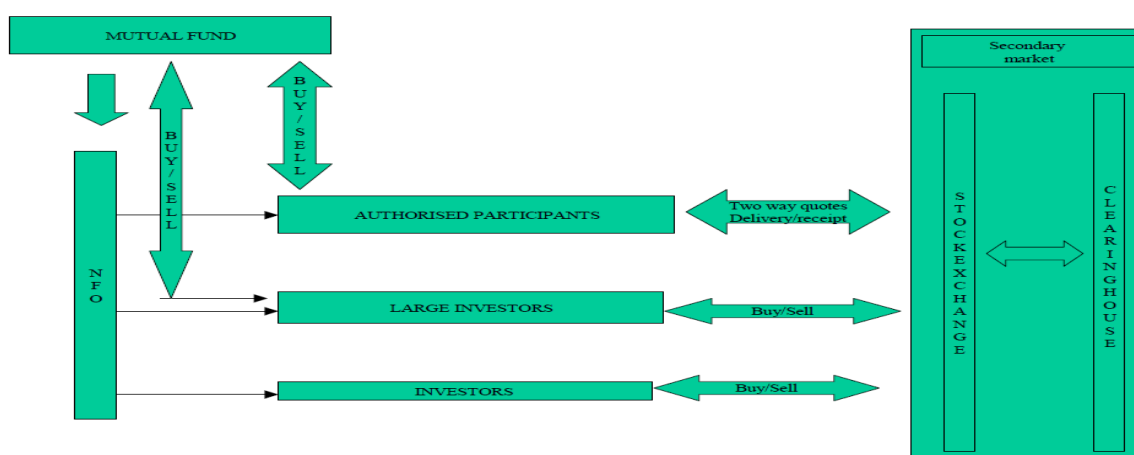 MUTUAL FUND
Secondary
market
BUY/SELL
BUY/SELL
NFO
AUTHORISED PARTICIPANTS
Two way quotes
Delivery/receipt
LARGE INVESTORS
Buy/Sell
INVESTORS
Buy/Sell
STOCKEXCHANGE
CLEARINGHOUSE